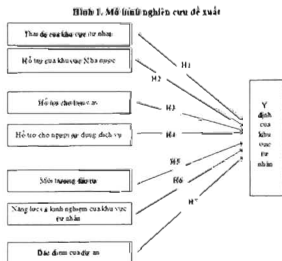 Hình 1. Mô hình nghiên cứu đề xuất
Thái độ của khu vực tư nhân
Hỗ trợ của khu vực Nhà nước
Hỗ trợ cho
Hỗ trợ cho người sử dụng dịch vụ
Môi trường đầu tư
Năng lực và kinh nghiệm của khu vực
tư nhân
Đặc điểm của dự án
H1
H2
H3
H4
H5
H6
H7
Ý
định
của
khu
vực
tư
nhân